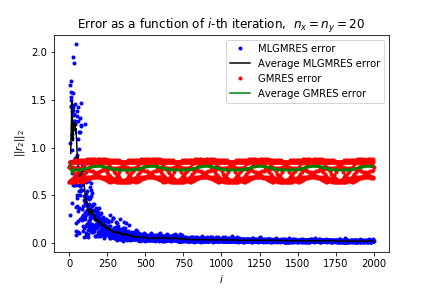 Error as a function of i-th iteration, n_x = n_y = 20
MLGMRES error
Average MLGMRES error
GMRES error
Average GMRES error
||r_2||_2
2.0
1.5
1.0
0.5
0.0
0 250 500 750 1000 1250 1500 1750 2000
i